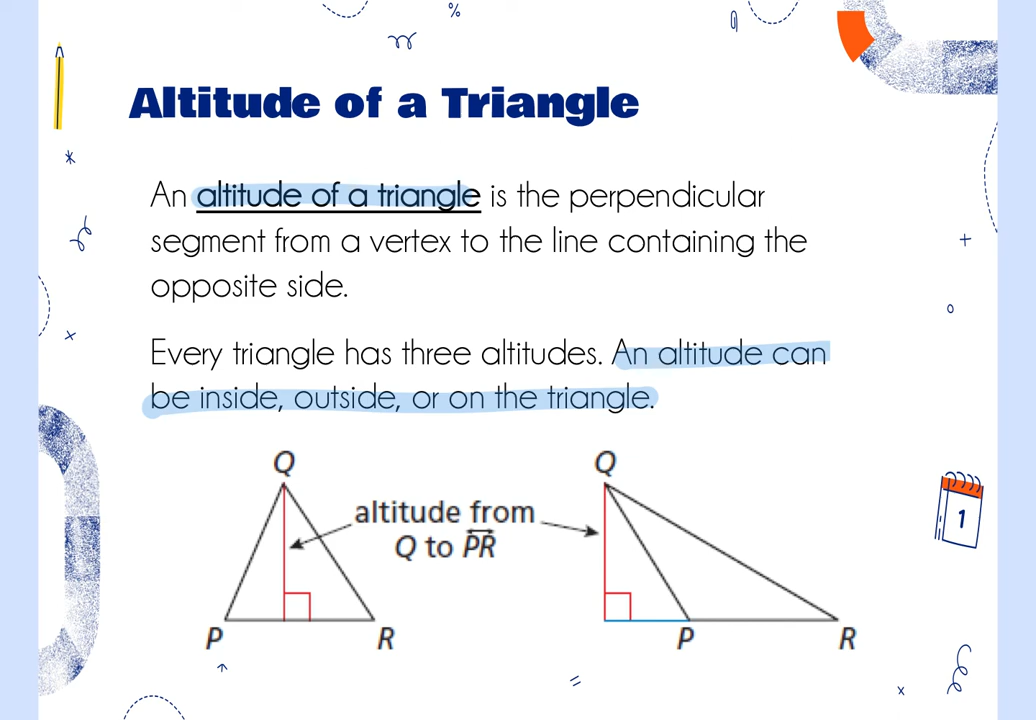 %
Altitude of a Triangle
An altitude of a triangle is the perpendicular
segment from a vertex to the line containing the
opposite side.
Every triangle has three altitudes. An altitude can
be inside, outside, or on the triangle.
Q
Q
altitude from
Q to PR
P
R
P
R
1